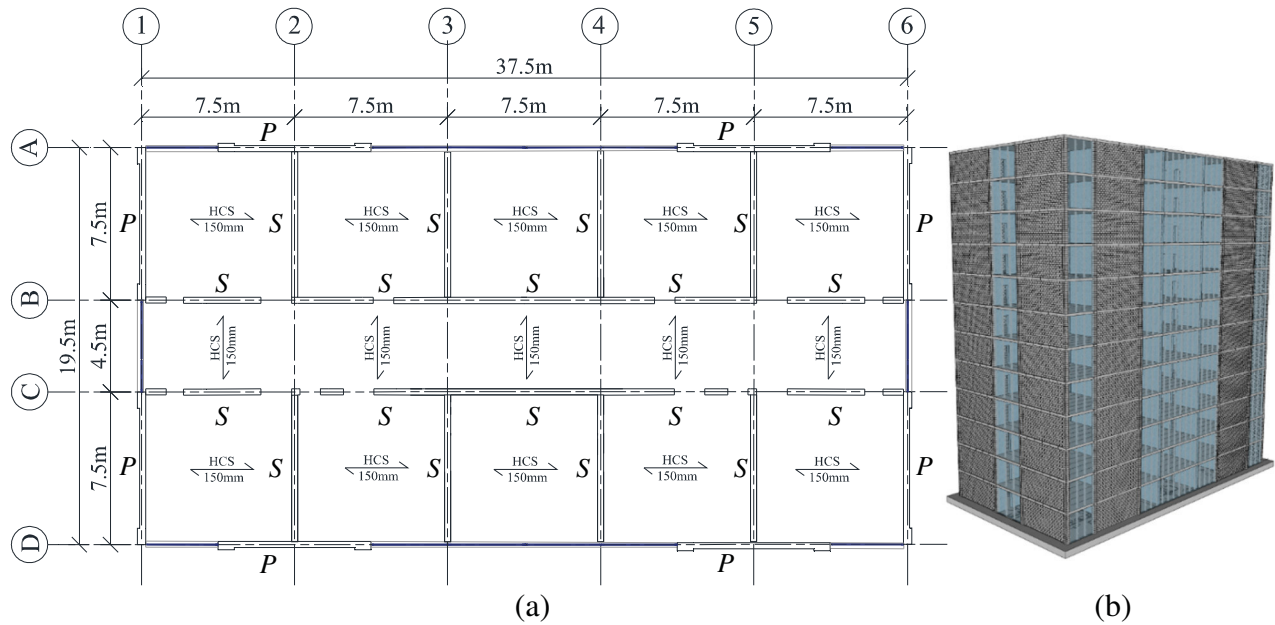 1 2 3 4 5 6
37.5m
7.5m 7.5m 7.5m 7.5m 7.5m
P P
A
HCS HCS HCS HCS HCS
150mm 150mm 150mm 150mm 150mm
P S S S S P
7.5m
S S S
B
19.5m
4.5m
HCS HCS HCS HCS HCS
150mm 150mm 150mm 150mm 150mm
C
S S S
HCS HCS HCS HCS HCS
150mm 150mm 150mm 150mm 150mm
P S S S S P
7.5m
D
P P
(a) (b)